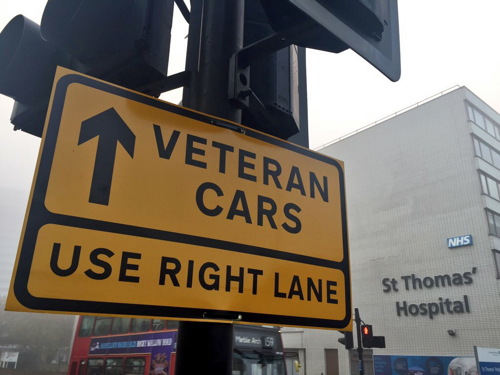 VETERAN
CARS
USE RIGHT LANE
NHS
St Thomas'
Hospital
Marble Arch 159